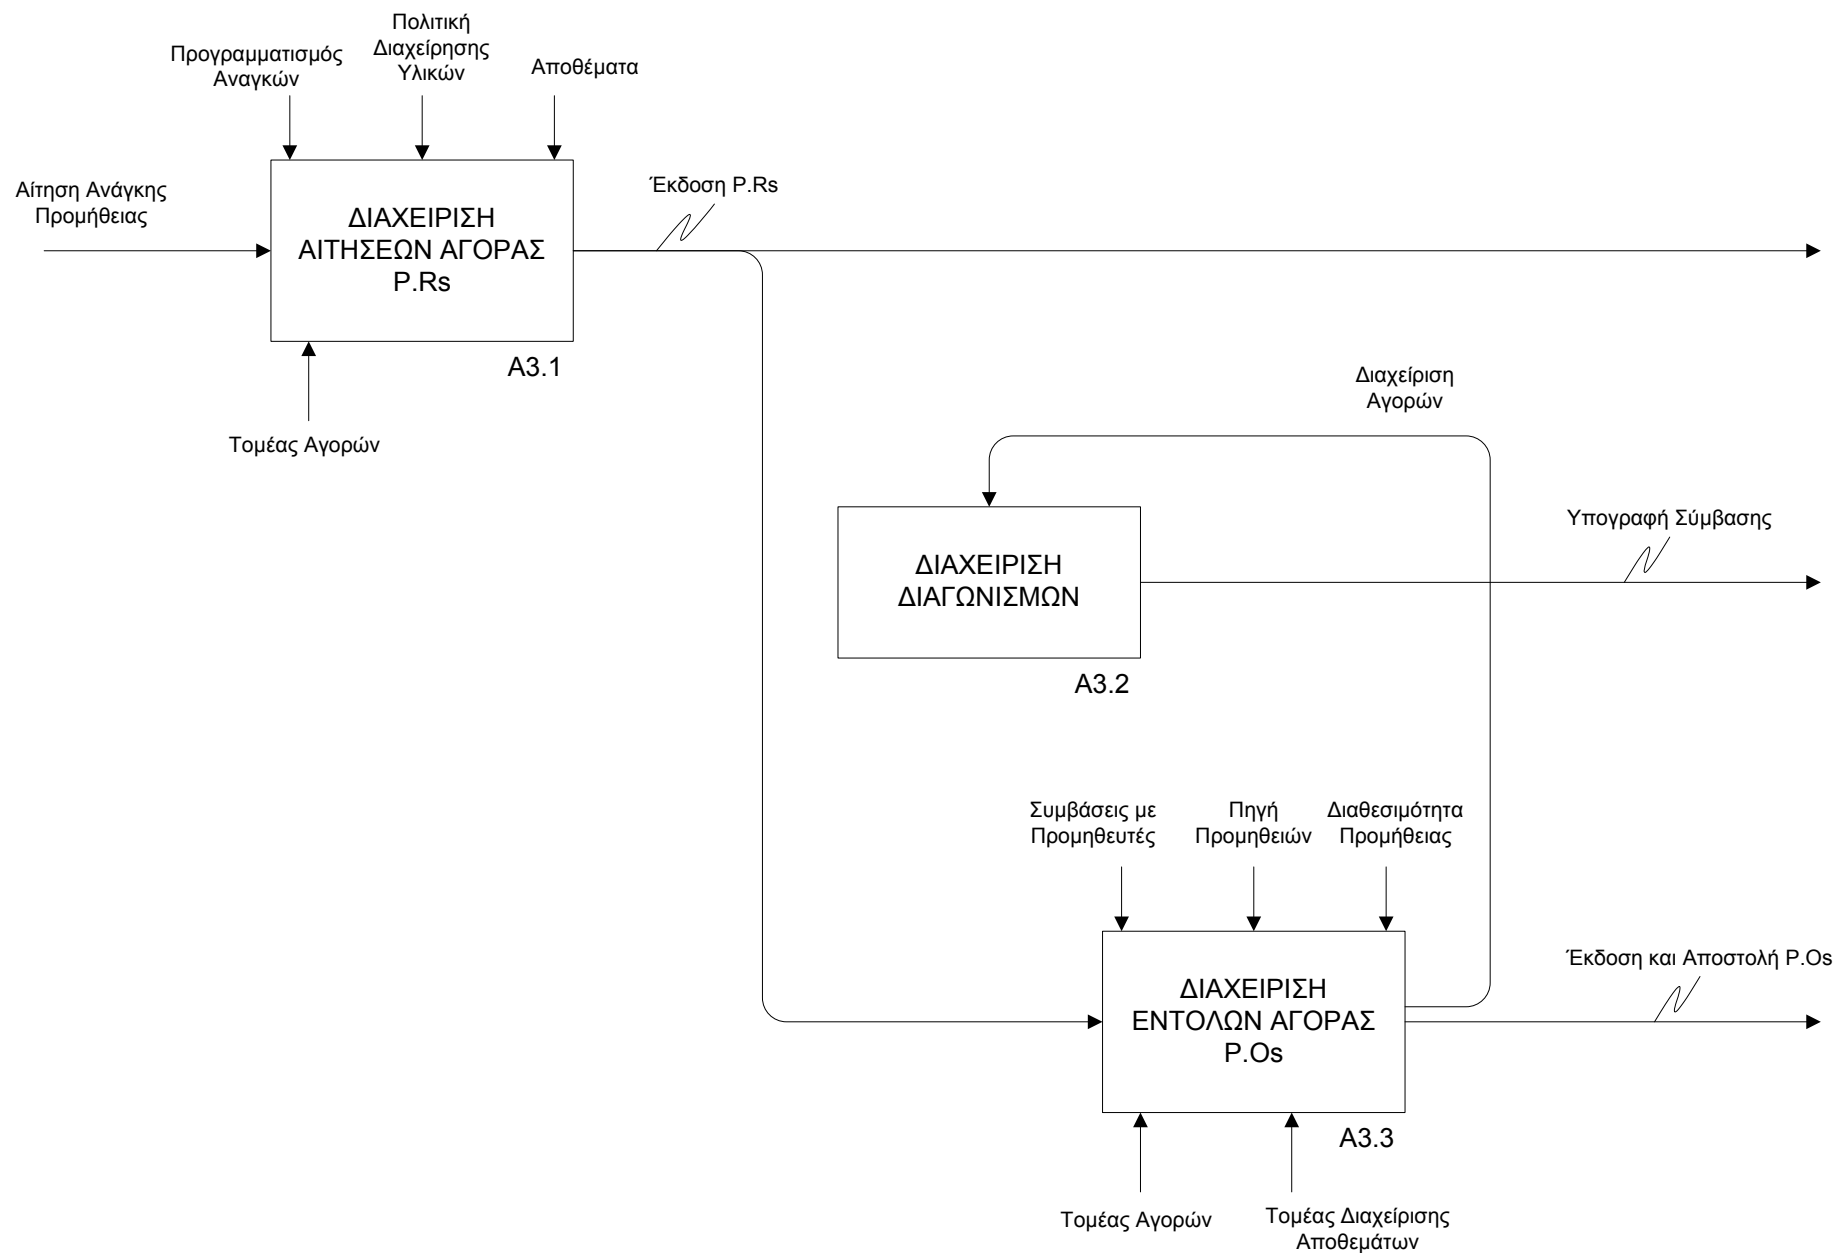 Πολιτική
Διαχείρησης
Υλικών
Προγραμματισμός
Αναγκών
Αποθέματα
Αίτηση Ανάγκης
Προμήθειας
Έκδοση P.Rs
ΔΙΑΧΕΙΡΙΣΗ
ΑΙΤΗΣΕΩΝ ΑΓΟΡΑΣ
P.Rs
A3.1
Τομέας Αγορών
Διαχείριση
Αγορών
Υπογραφή Σύμβασης
ΔΙΑΧΕΙΡΙΣΗ
ΔΙΑΓΩΝΙΣΜΩΝ
A3.2
Συμβάσεις με
Προμηθευτές
Πηγή
Προμηθειών
Διαθεσιμότητα
Προμήθειας
Έκδοση και Αποστολή P.Os
ΔΙΑΧΕΙΡΙΣΗ
ΕΝΤΟΛΩΝ ΑΓΟΡΑΣ
P.Os
A3.3
Τομέας Αγορών
Τομέας Διαχείρισης
Αποθεμάτων